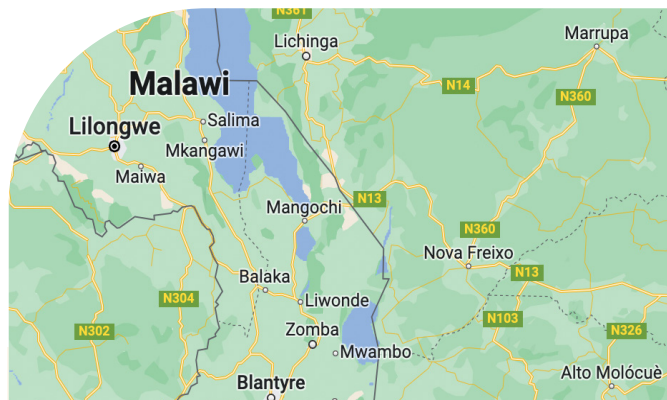 N361
Lichinga
Marrupa
N14
N360
Malawi
Salima
Lilongwe
Mkangawi
Maiwa
N13
Mangochi
N360
Nova Freixo
N13
Balaka
N304
Liwonde
N103
N302
Zomba
N326
Mwambo
Alto Molócuè
Blantyre